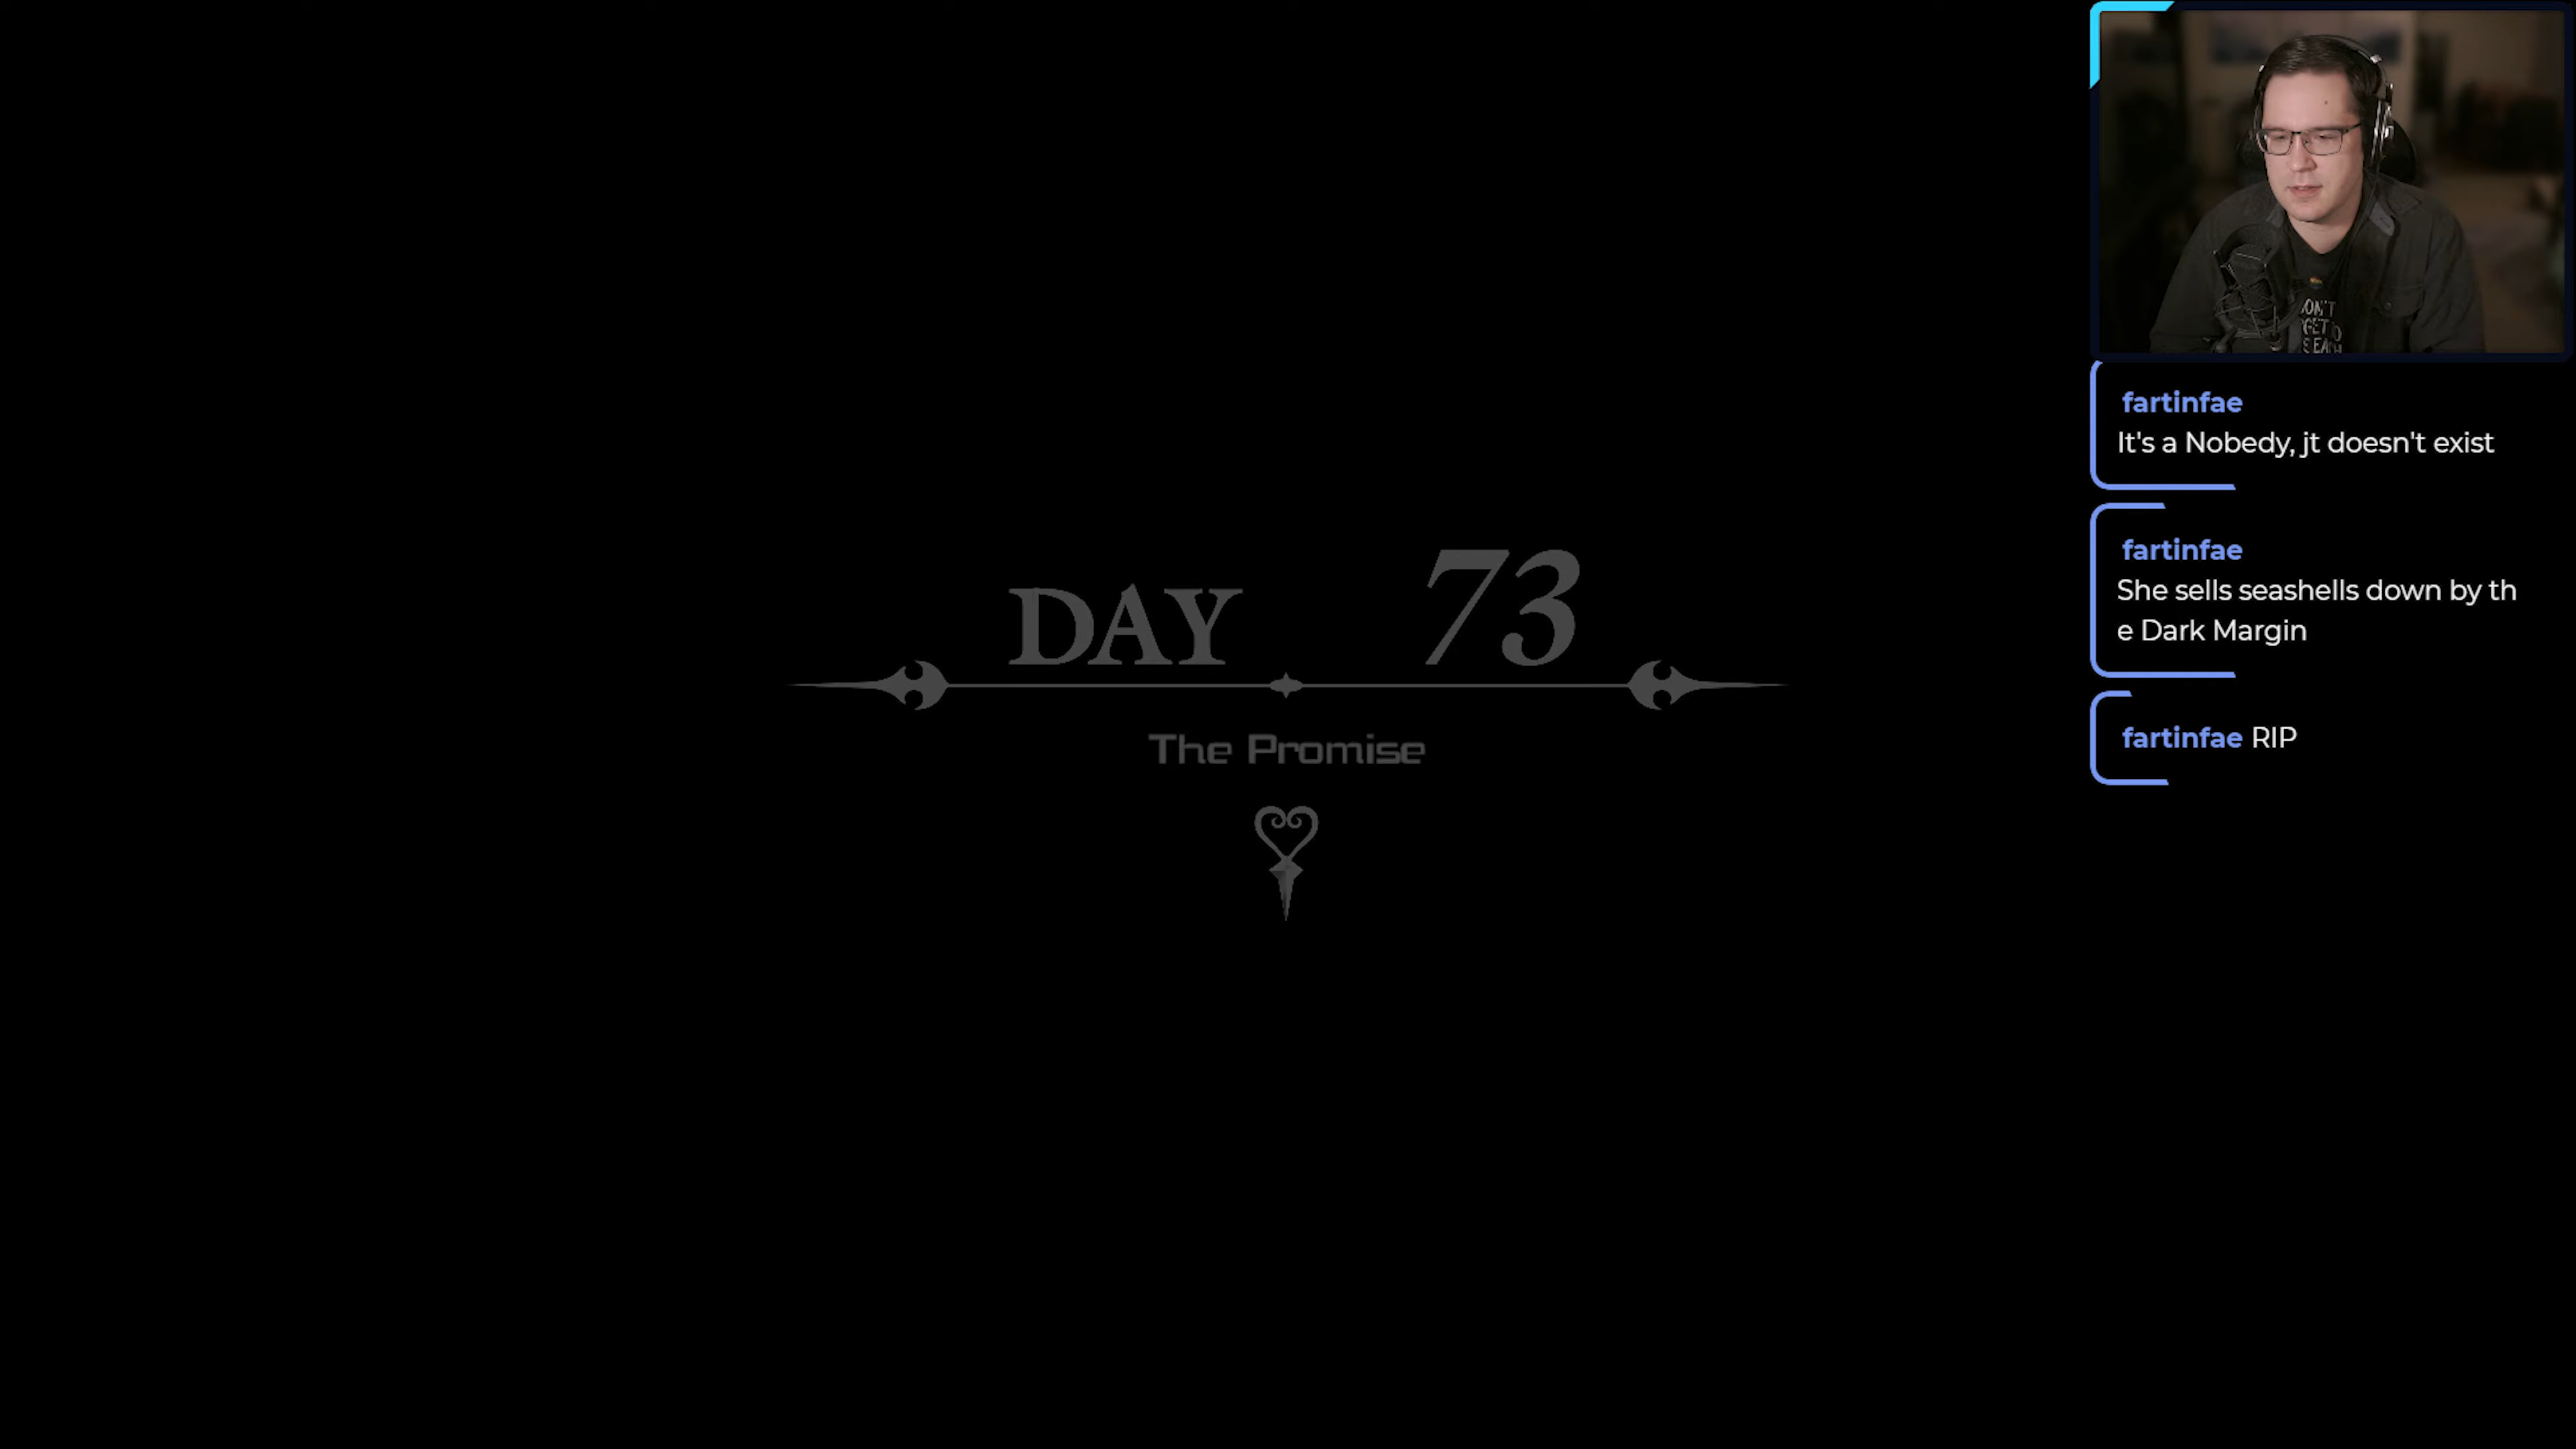 DAY 73
The Promise
fartinfae
It's a Nobedy, jt doesn't exist
fartinfae
She sells seashells down by th
e Dark Margin
fartinfae RIP